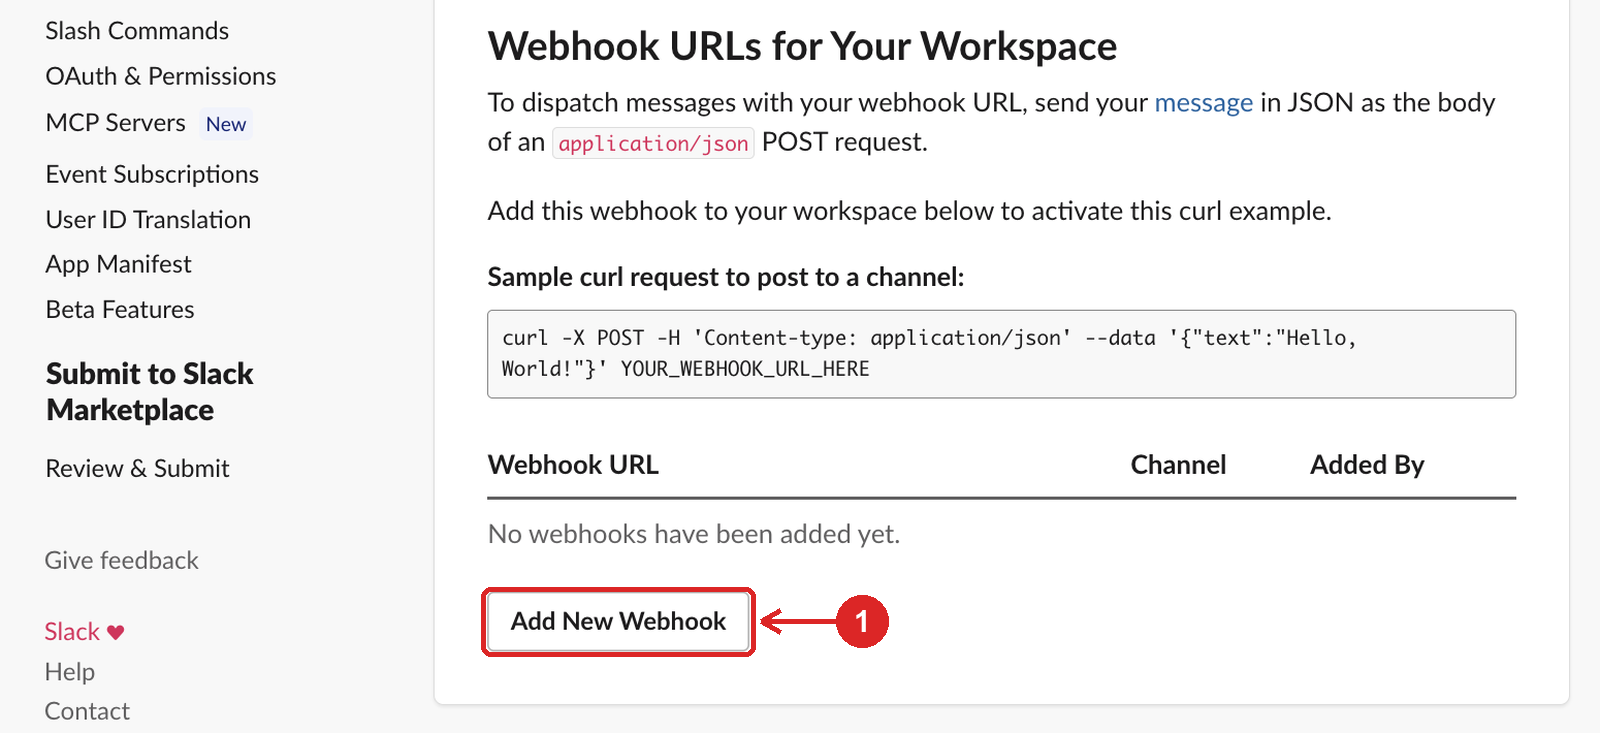 Slash Commands
OAuth & Permissions
MCP Servers New
Event Subscriptions
User ID Translation
App Manifest
Beta Features
Submit to Slack
Marketplace
Review & Submit
Give feedback
Slack ♥
Help
Contact
Webhook URLs for Your Workspace
To dispatch messages with your webhook URL, send your message in JSON as the body
of an application/json POST request.
Add this webhook to your workspace below to activate this curl example.
Sample curl request to post to a channel:
curl -X POST -H 'Content-type: application/json' --data '{"text":"Hello,
World!"}' YOUR_WEBHOOK_URL_HERE
Webhook URL Channel Added By
No webhooks have been added yet.
Add New Webhook 1